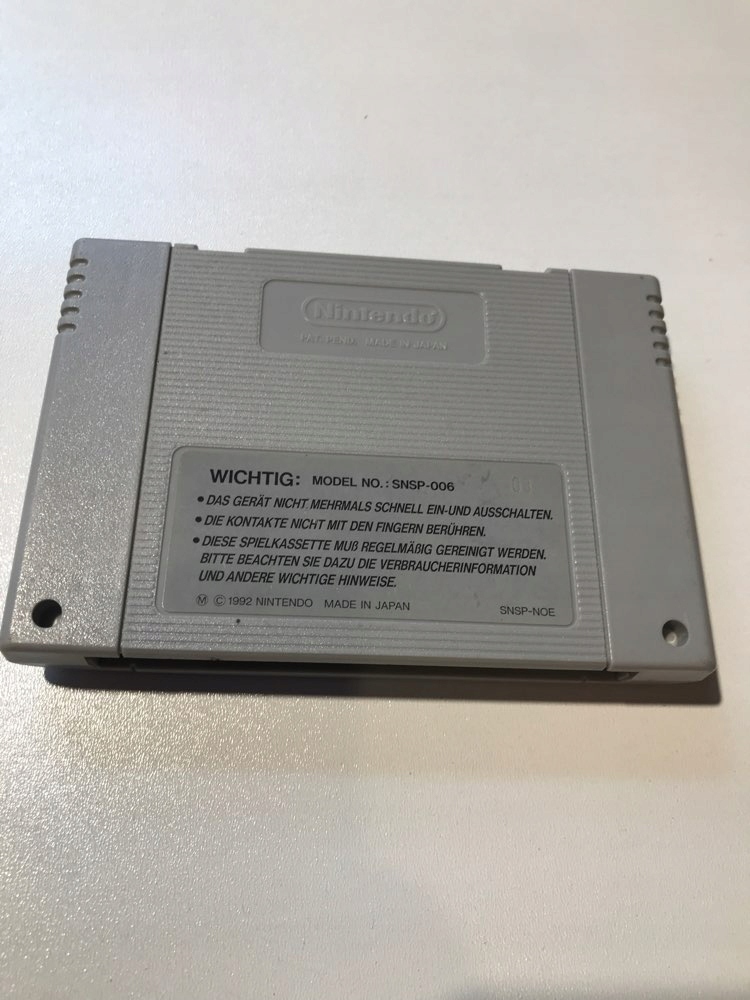 Nintendo
PAT. PEND. MADE IN JAPAN
WICHTIG: MODEL NO.: SNSP-006
03
• DAS GERÄT NICHT MEHRMALS SCHNELL EIN-UND AUSSCHALTEN.
• DIE KONTAKTE NICHT MIT DEN FINGERN BERÜHREN.
• DIESE SPIELKASSETTE MUß REGELMÄßIG GEREINIGT WERDEN.
BITTE BEACHTEN SIE DAZU DIE VERBRAUCHERINFORMATION
UND ANDERE WICHTIGE HINWEISE.
Ⓜ © 1992 NINTENDO MADE IN JAPAN SNSP-NOE